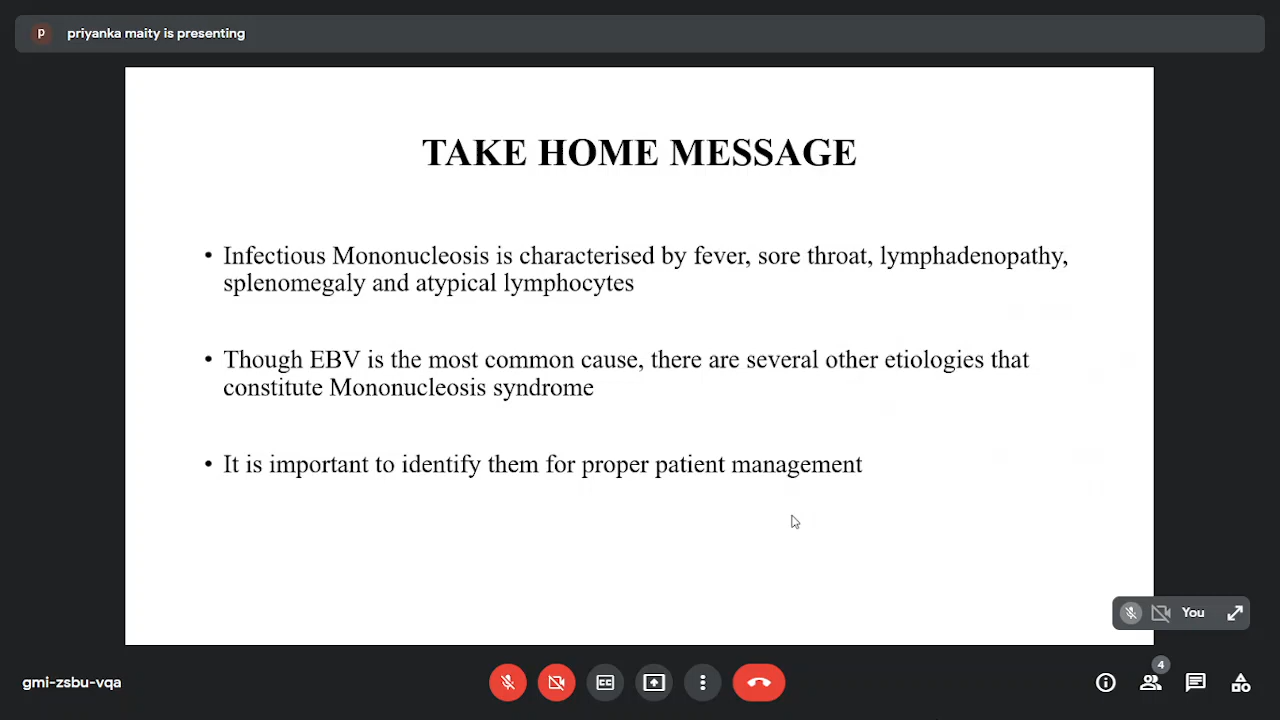 P
priyanka maity is presenting
TAKE HOME MESSAGE
• Infectious Mononucleosis is characterised by fever, sore throat, lymphadenopathy,
splenomegaly and atypical lymphocytes
• Though EBV is the most common cause, there are several other etiologies that
constitute Mononucleosis syndrome
• It is important to identify them for proper patient management
You
gmi-zsbu-vqa
CC
4